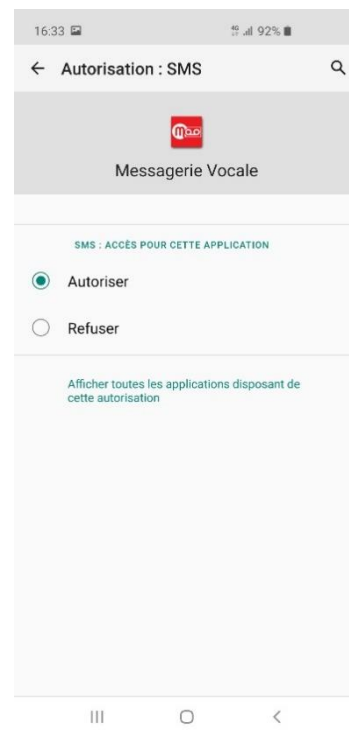 16:33 4G 92%
Autorisation : SMS
Messagerie Vocale
SMS : ACCÈS POUR CETTE APPLICATION
Autoriser
Refuser
Afficher toutes les applications disposant de
cette autorisation